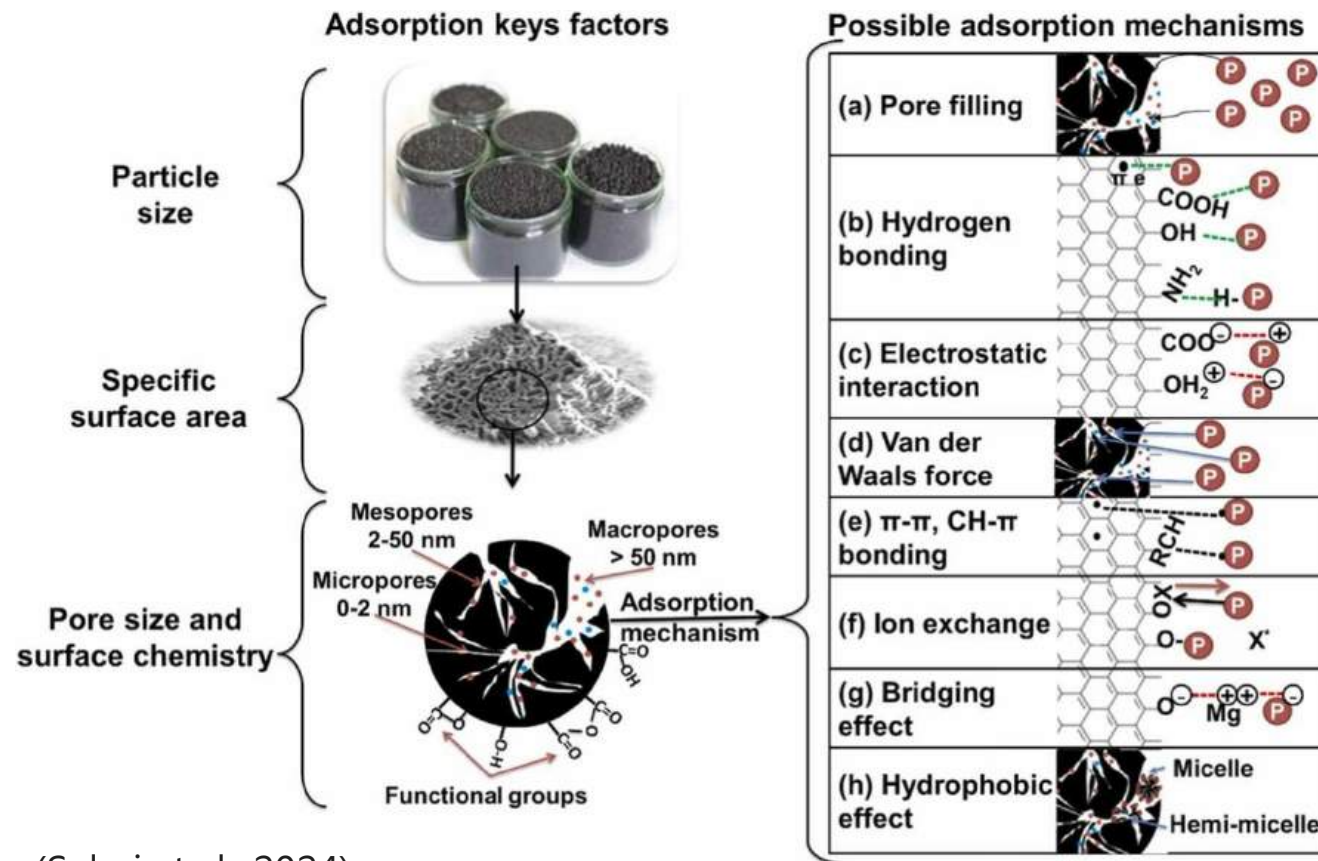 Adsorption keys factors
Particle
size
Specific
surface area
Pore size and
surface chemistry
Mesopores
2-50 nm
Micropores
0-2 nm
Macropores
> 50 nm
C=O
OH
C=O
O
H-O
C=O
O
C=O
Functional groups
Adsorption
mechanism
Possible adsorption mechanisms
(a) Pore filling
P P P P P
(b) Hydrogen
bonding
π e P
COOH P
OH P
NH₂ H- P
(c) Electrostatic
interaction
COO - + P
OH₂ + - P
(d) Van der
Waals force
P P P
(e) π-π, CH-π
bonding
P
RCH P
(f) Ion exchange
OX P
O- P X⁺
(g) Bridging
effect
O - + + - P
Mg
(h) Hydrophobic
effect
Micelle
Hemi-micelle